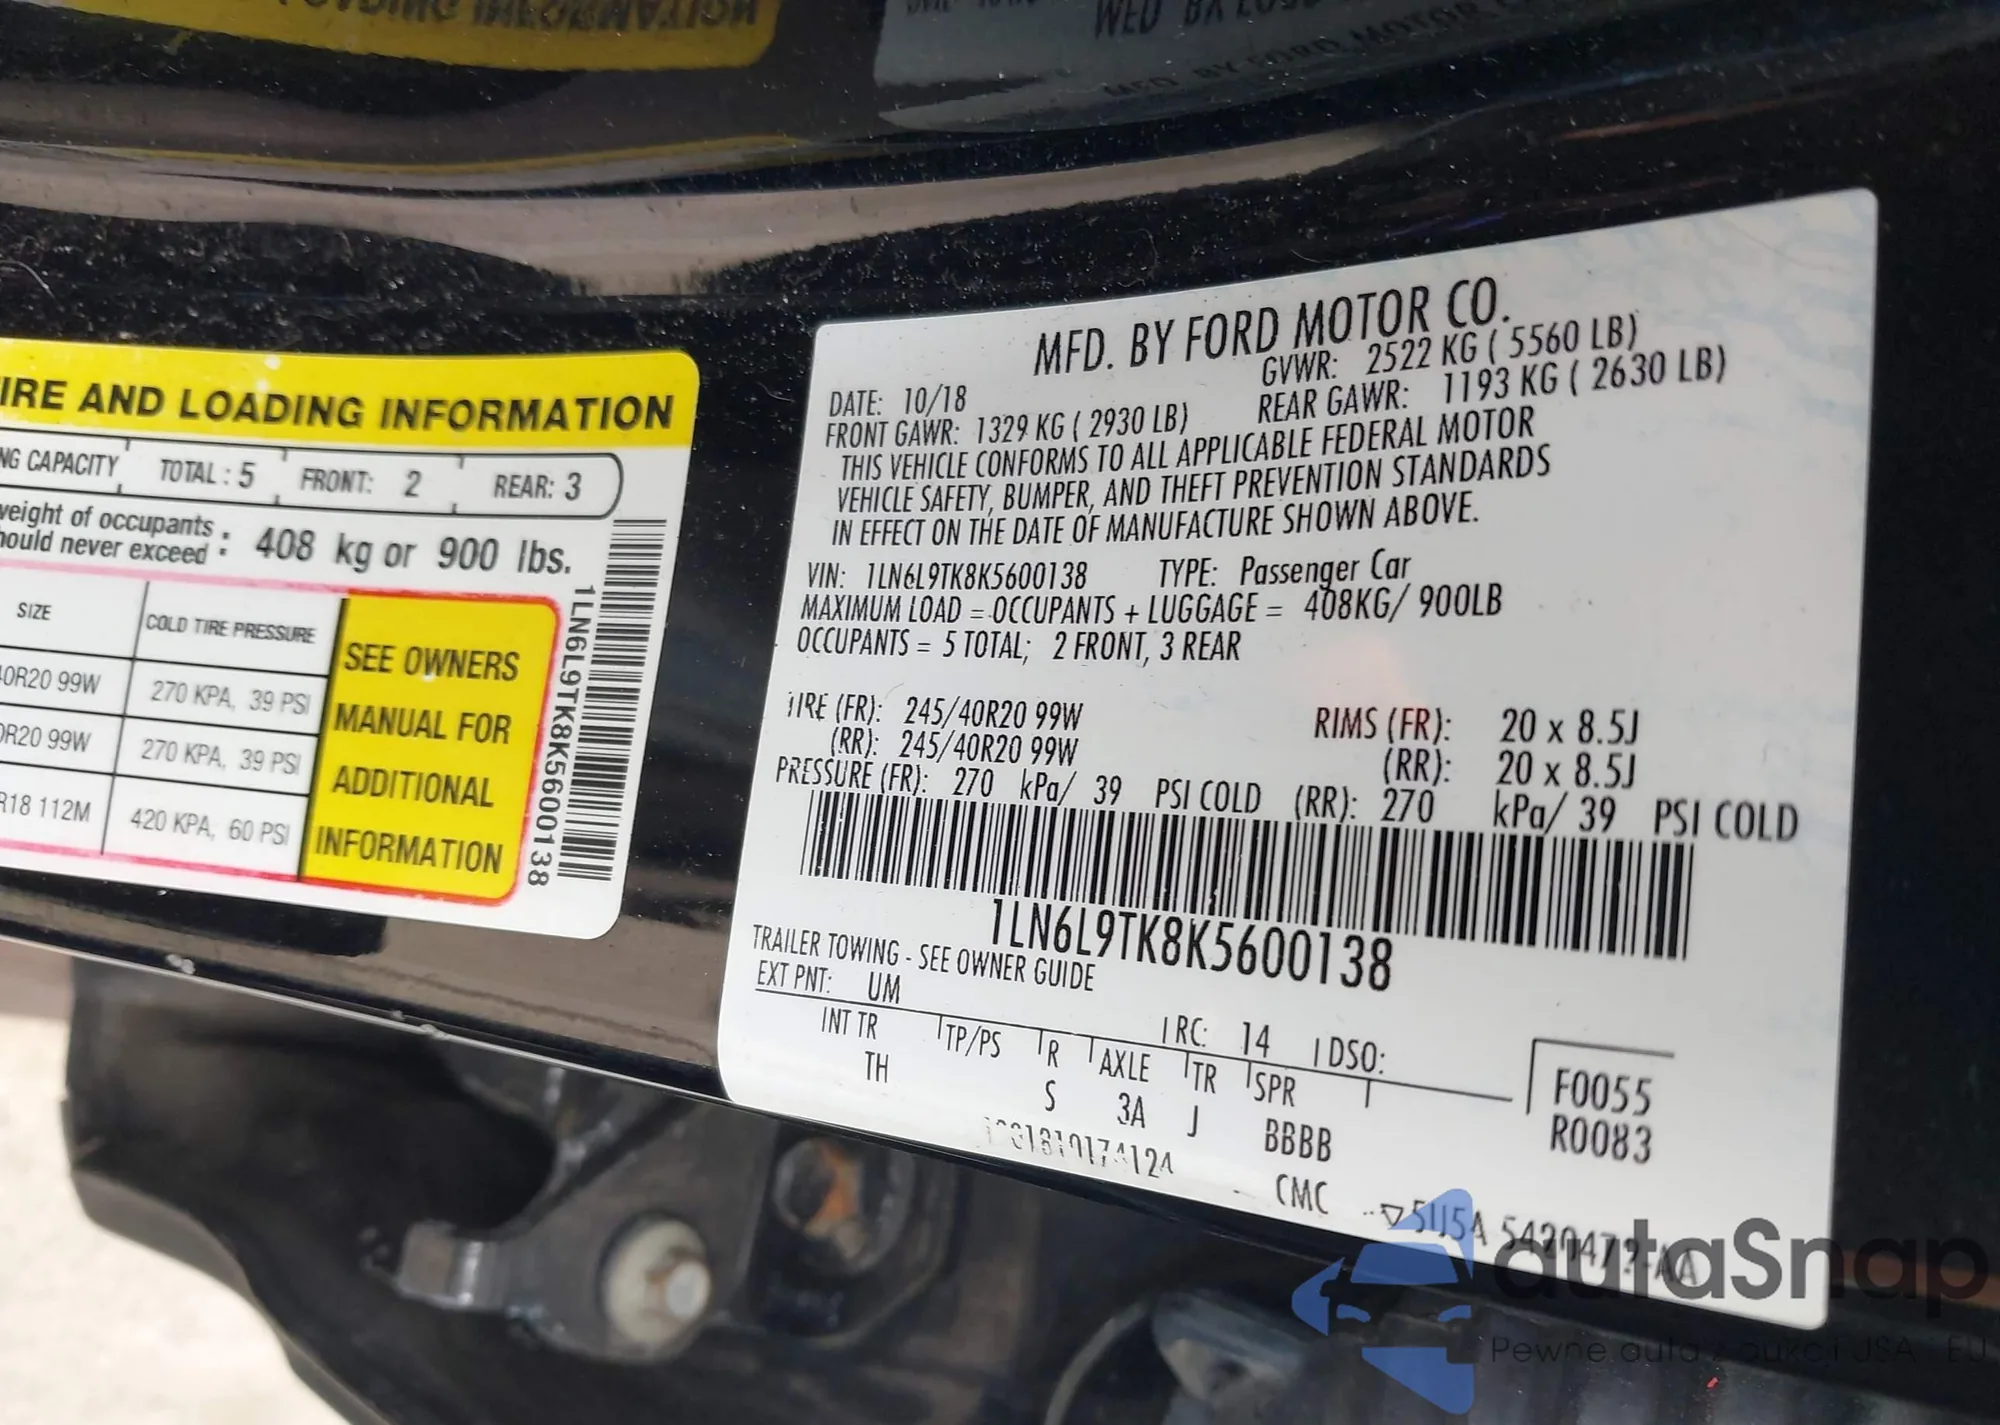 IRE AND LOADING INFORMATION
NG CAPACITY TOTAL : 5 FRONT: 2 REAR: 3
weight of occupants
hould never exceed : 408 kg or 900 lbs.
SIZE COLD TIRE PRESSURE
40R20 99W 270 KPA, 39 PSI
0R20 99W 270 KPA, 39 PSI
R18 112M 420 KPA, 60 PSI
SEE OWNERS
MANUAL FOR
ADDITIONAL
INFORMATION
1LN6L9TK8K5600138
MFD. BY FORD MOTOR CO.
DATE: 10/18 GVWR: 2522 KG ( 5560 LB)
FRONT GAWR: 1329 KG ( 2930 LB) REAR GAWR: 1193 KG ( 2630 LB)
THIS VEHICLE CONFORMS TO ALL APPLICABLE FEDERAL MOTOR
VEHICLE SAFETY, BUMPER, AND THEFT PREVENTION STANDARDS
IN EFFECT ON THE DATE OF MANUFACTURE SHOWN ABOVE.
VIN: 1LN6L9TK8K5600138 TYPE: Passenger Car
MAXIMUM LOAD = OCCUPANTS + LUGGAGE = 408KG/ 900LB
OCCUPANTS = 5 TOTAL; 2 FRONT, 3 REAR
TIRE (FR): 245/40R20 99W RIMS (FR): 20 x 8.5J
(RR): 245/40R20 99W (RR): 20 x 8.5J
PRESSURE (FR): 270 kPa/ 39 PSI COLD (RR): 270 kPa/ 39 PSI COLD
1LN6L9TK8K5600138
TRAILER TOWING - SEE OWNER GUIDE
EXT PNT: UM RC: 14 DSO:
INT TR TP/PS R AXLE TR SPR
TH S 3A J BBBB
F0055
R0083
CMC
autaSnap
Pewne auta z aukcji USA i EU